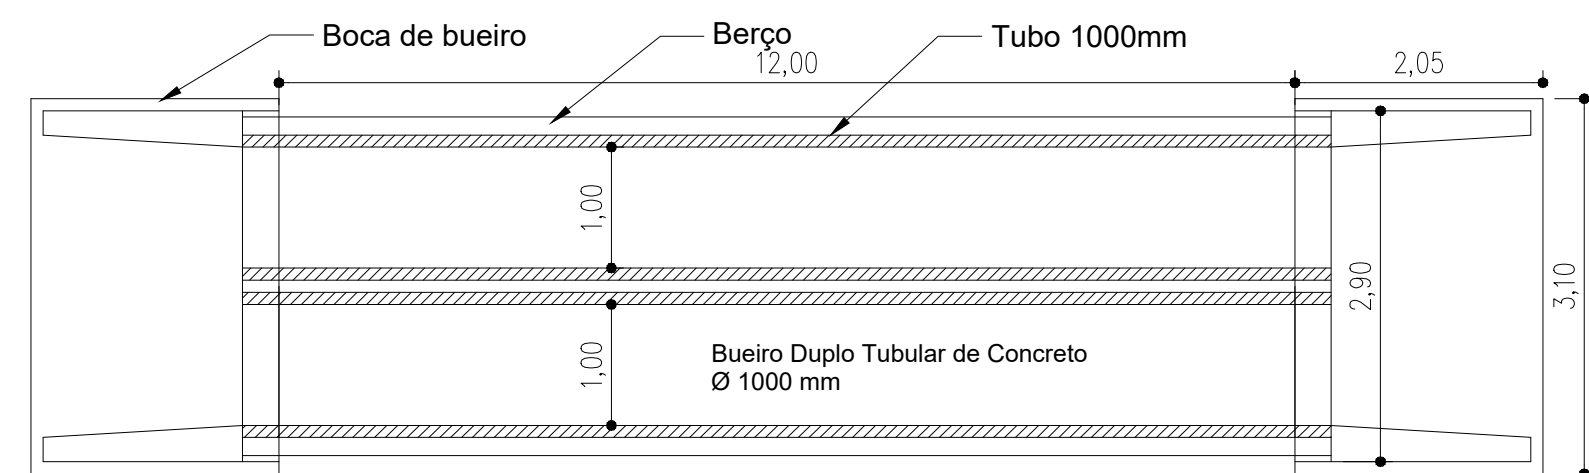 Boca de bueiro
Berço
Tubo 1000mm
12,00
2,05
1,00
2,90
3,10
1,00
Bueiro Duplo Tubular de Concreto
Ø 1000 mm